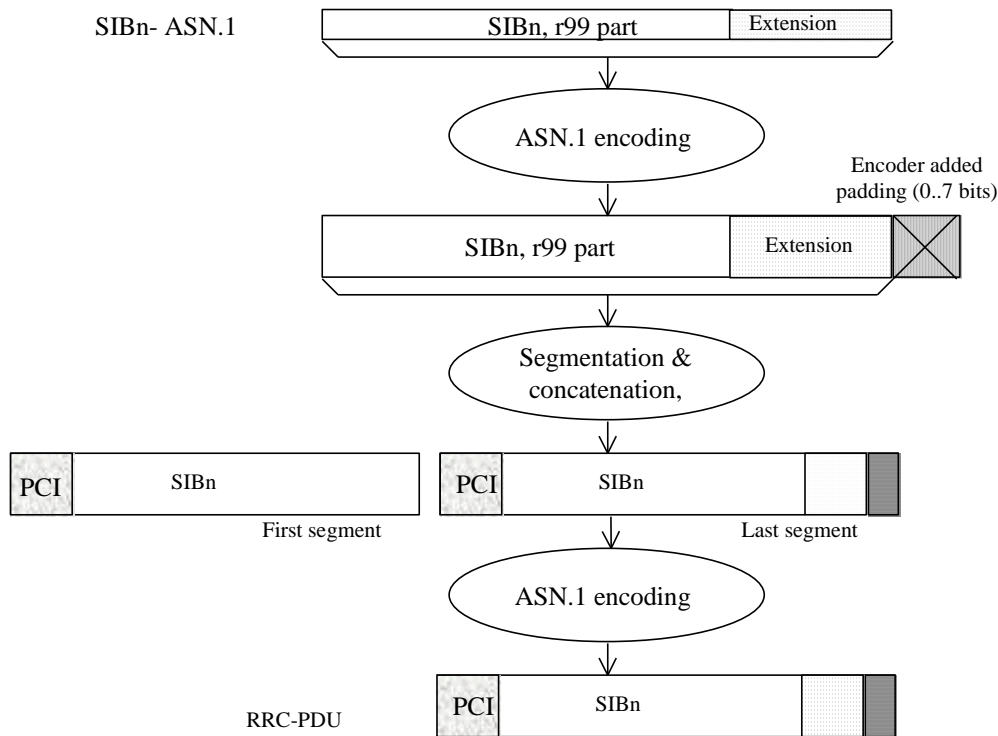 SIBn- ASN.1
SIBn, r99 part
Extension
ASN.1 encoding
Encoder added
padding (0..7 bits)
SIBn, r99 part
Extension
Segmentation &
concatenation,
PCI
SIBn
PCI
SIBn
First segment
Last segment
ASN.1 encoding
PCI
SIBn
RRC-PDU